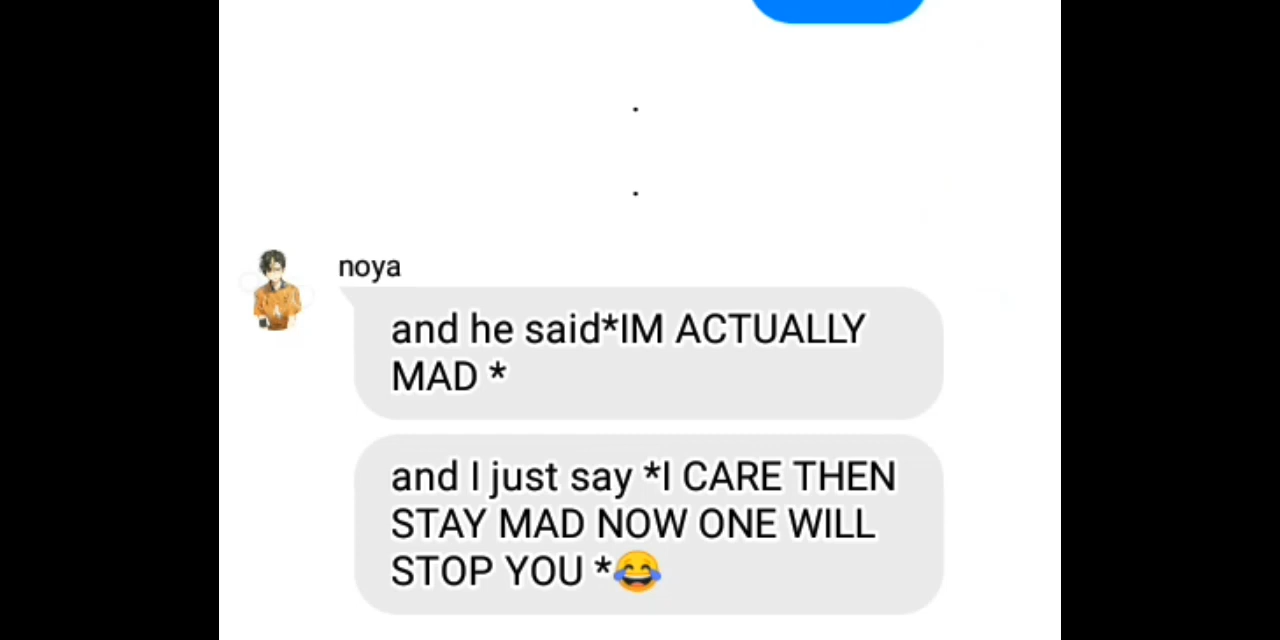 .
.
noya
and he said*IM ACTUALLY
MAD *
and I just say *I CARE THEN
STAY MAD NOW ONE WILL
STOP YOU *😂